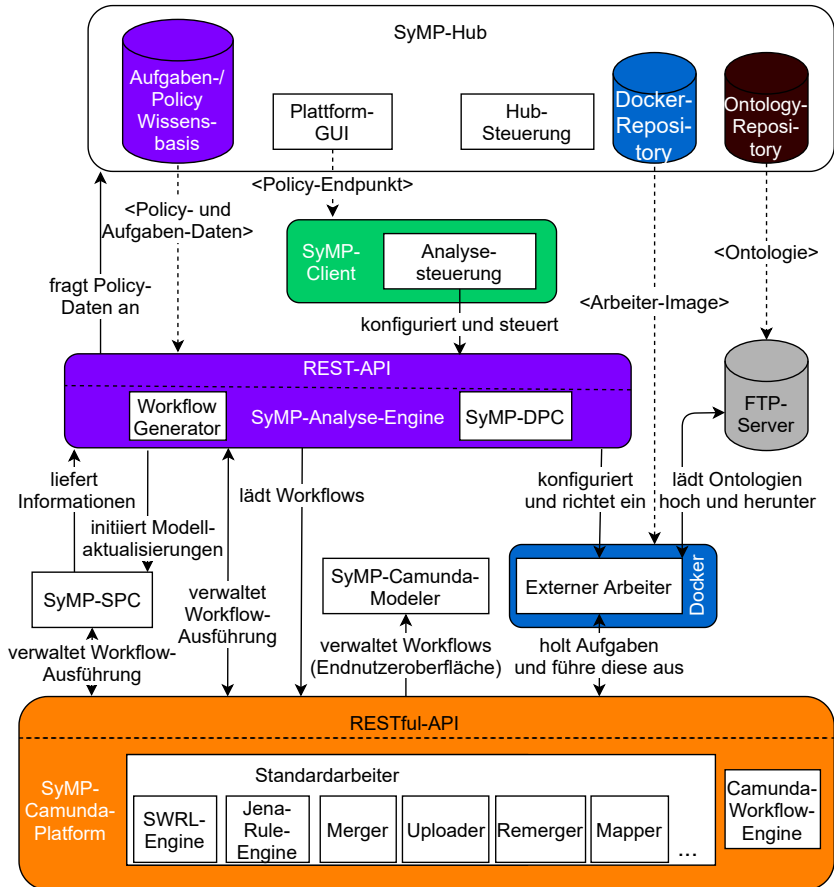 SyMP-Hub
Aufgaben-/
Policy
Wissens-
basis
Plattform-
GUI
Hub-
Steuerung
Docker-
Reposi-
tory
Ontology-
Reposi-
tory
<Policy-Endpunkt>
<Policy- und
Aufgaben-Daten>
SyMP-
Client
Analyse-
steuerung
<Ontologie>
fragt Policy-
Daten an
<Arbeiter-Image>
konfiguriert und steuert
REST-API
Workflow
Generator
SyMP-Analyse-Engine
SyMP-DPC
FTP-
Server
liefert
Informationen
lädt Workflows
konfiguriert
und richtet ein
lädt Ontologien
hoch und herunter
initiiert Modell-
aktualisierungen
SyMP-SPC
verwaltet
Workflow-
Ausführung
SyMP-Camunda-
Modeler
Externer Arbeiter
Docker
verwaltet Workflow-
Ausführung
verwaltet Workflows
(Endnutzeroberfläche)
holt Aufgaben
und führe diese aus
RESTful-API
SyMP-
Camunda-
Platform
Standardarbeiter
SWRL-
Engine
Jena-
Rule-
Engine
Merger
Uploader
Remerger
Mapper
...
Camunda-
Workflow-
Engine